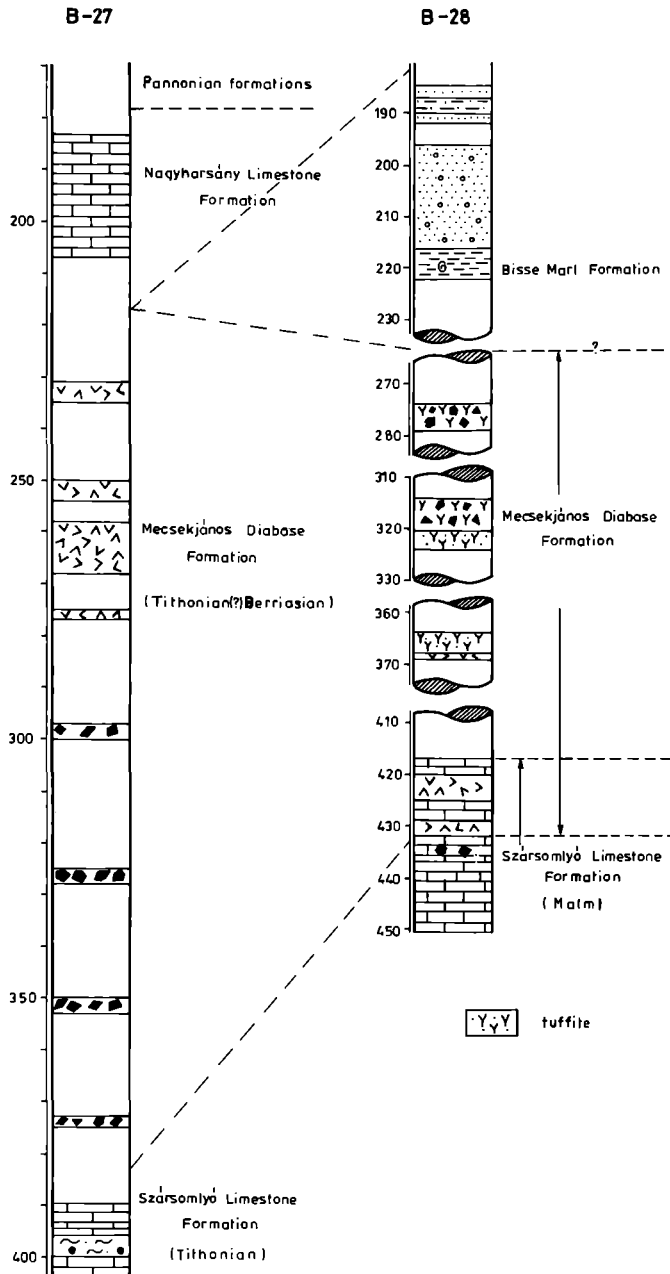 B-27
B-28
Pannonian formations
Nagyharsány Limestone
Formation
Mecsekjános Diabase
Formation
(Tithonian(?)Berriasian)
Szársomlyó Limestone
Formation
(Tithonian)
200
250
300
350
400
190
200
210
220
230
270
280
310
320
330
360
370
410
420
430
440
450
Bisse Marl Formation
?
Mecsekjános Diabase
Formation
Szársomlyó Limestone
Formation
(Malm)
tuffite